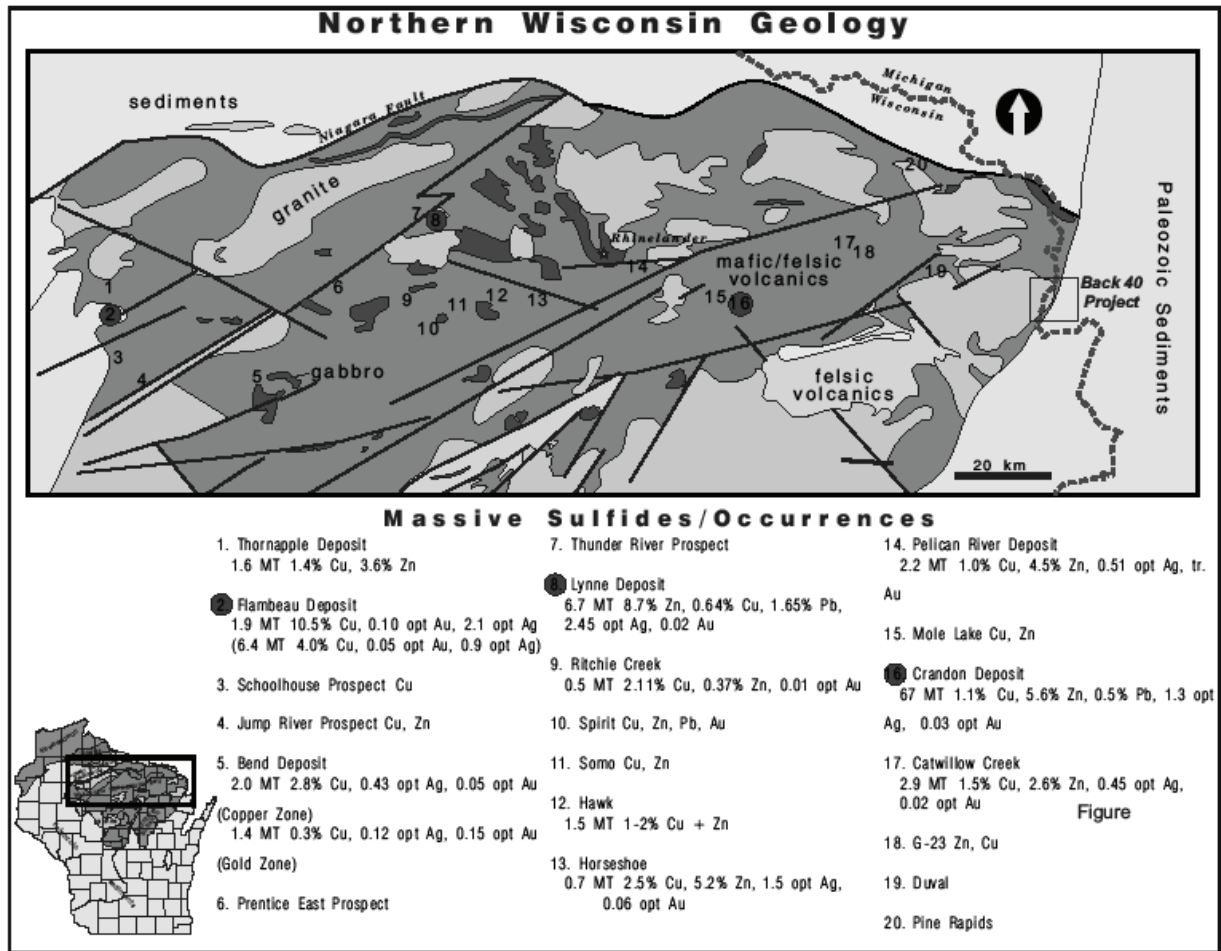 Northern Wisconsin Geology
sediments
Niagara Fault
Michigan
Wisconsin
granite
Rhinelander
mafic/felsic
volcanics
gabbro
felsic
volcanics
Back 40
Project
Paleozoic Sediments
20 km
1
2
3
4
5
6
7
8
9
10
11
12
13
14
15
16
17
18
19
20
Massive Sulfides/Occurrences
1. Thornapple Deposit
1.6 MT 1.4% Cu, 3.6% Zn
2. Flambeau Deposit
1.9 MT 10.5% Cu, 0.10 opt Au, 2.1 opt Ag
(6.4 MT 4.0% Cu, 0.05 opt Au, 0.9 opt Ag)
3. Schoolhouse Prospect Cu
4. Jump River Prospect Cu, Zn
5. Bend Deposit
2.0 MT 2.8% Cu, 0.43 opt Ag, 0.05 opt Au
(Copper Zone)
1.4 MT 0.3% Cu, 0.12 opt Ag, 0.15 opt Au
(Gold Zone)
6. Prentice East Prospect
7. Thunder River Prospect
8. Lynne Deposit
6.7 MT 8.7% Zn, 0.64% Cu, 1.65% Pb,
2.45 opt Ag, 0.02 Au
9. Ritchie Creek
0.5 MT 2.11% Cu, 0.37% Zn, 0.01 opt Au
10. Spirit Cu, Zn, Pb, Au
11. Somo Cu, Zn
12. Hawk
1.5 MT 1-2% Cu + Zn
13. Horseshoe
0.7 MT 2.5% Cu, 5.2% Zn, 1.5 opt Ag,
0.06 opt Au
14. Pelican River Deposit
2.2 MT 1.0% Cu, 4.5% Zn, 0.51 opt Ag, tr.
Au
15. Mole Lake Cu, Zn
16. Crandon Deposit
67 MT 1.1% Cu, 5.6% Zn, 0.5% Pb, 1.3 opt
Ag, 0.03 opt Au
17. Catwillow Creek
2.9 MT 1.5% Cu, 2.6% Zn, 0.45 opt Ag,
0.02 opt Au
Figure
18. G-23 Zn, Cu
19. Duval
20. Pine Rapids